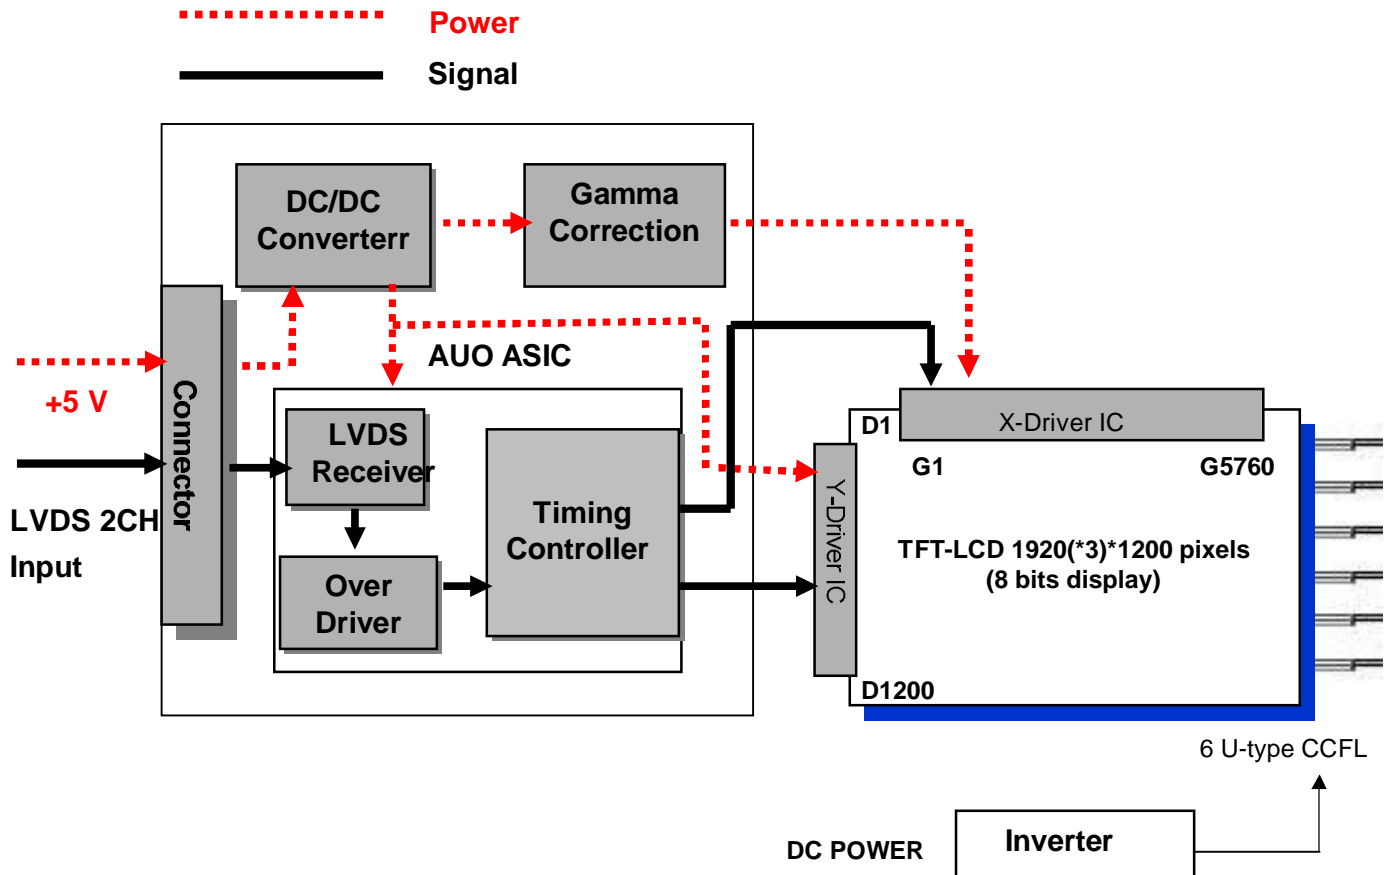 Power
Signal
DC/DC
Converterr
Gamma
Correction
AUO ASIC
+5 V
Connector
LVDS 2CH
Input
LVDS
Receiver
Over
Driver
Timing
Controller
D1
X-Driver IC
G1
G5760
Y-Driver IC
TFT-LCD 1920(*3)*1200 pixels
(8 bits display)
D1200
6 U-type CCFL
DC POWER
Inverter